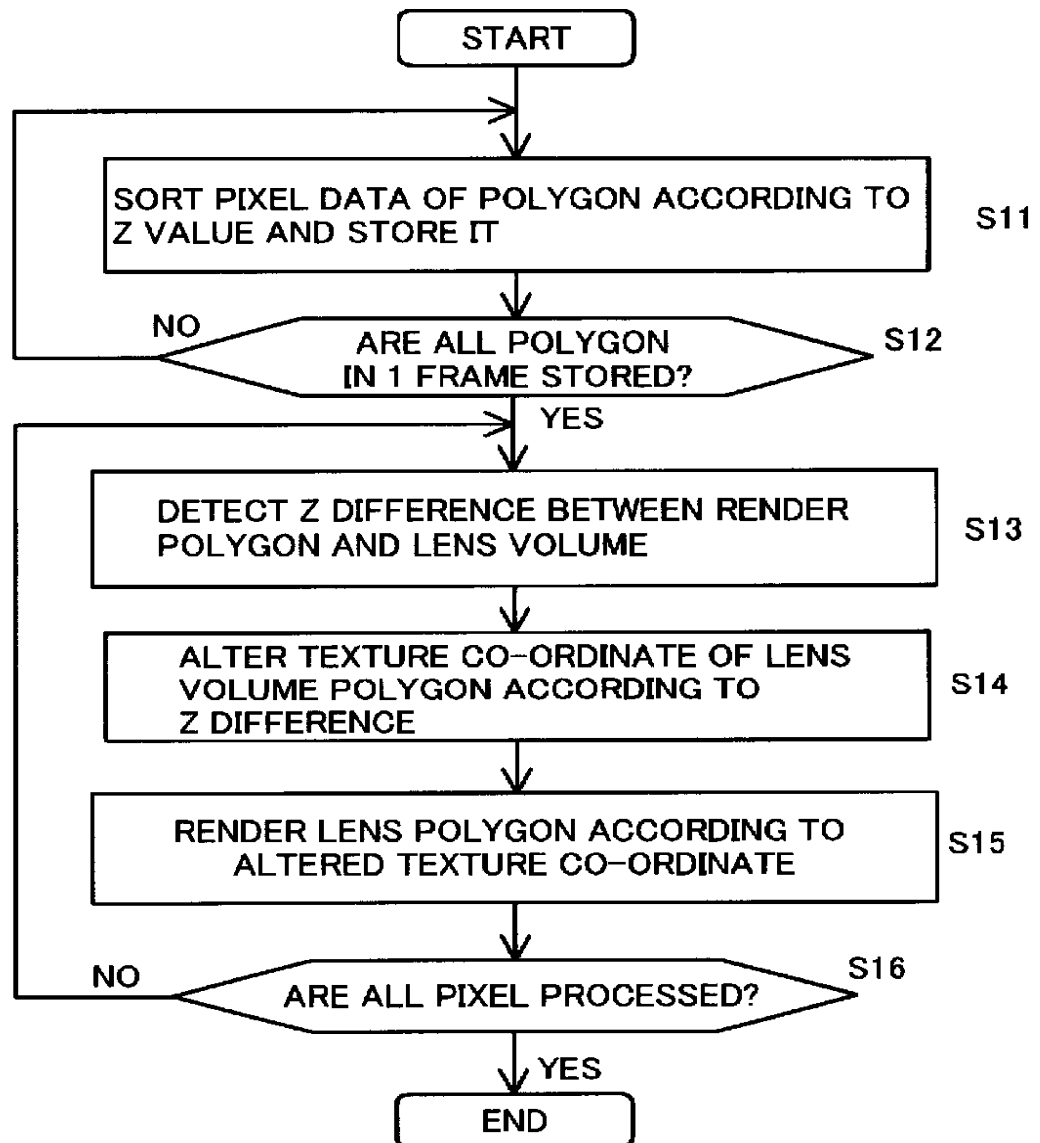 START
SORT PIXEL DATA OF POLYGON ACCORDING TO
Z VALUE AND STORE IT
S11
NO
ARE ALL POLYGON
IN 1 FRAME STORED?
S12
YES
DETECT Z DIFFERENCE BETWEEN RENDER
POLYGON AND LENS VOLUME
S13
ALTER TEXTURE CO-ORDINATE OF LENS
VOLUME POLYGON ACCORDING TO
Z DIFFERENCE
S14
RENDER LENS POLYGON ACCORDING TO
ALTERED TEXTURE CO-ORDINATE
S15
NO
ARE ALL PIXEL PROCESSED?
S16
YES
END